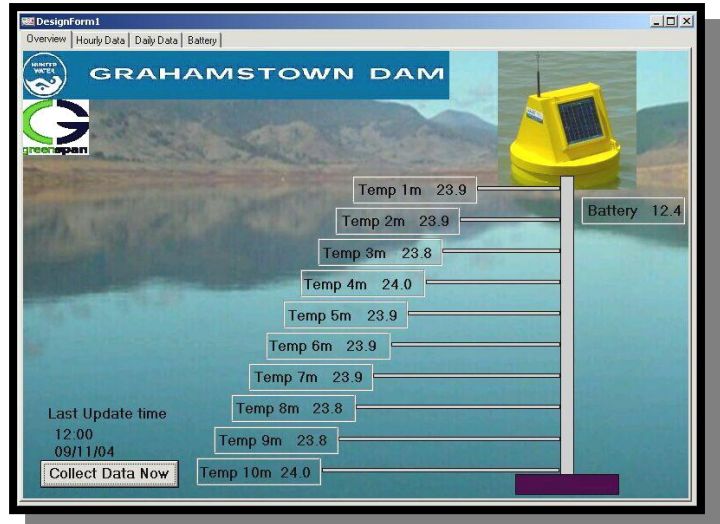 DesignForm1
Overview Hourly Data Daily Data Battery
HUNTER
WATER
GRAHAMSTOWN DAM
greenspan
Temp 1m 23.9
Battery 12.4
Temp 2m 23.9
Temp 3m 23.8
Temp 4m 24.0
Temp 5m 23.9
Temp 6m 23.9
Temp 7m 23.9
Temp 8m 23.8
Temp 9m 23.8
Temp 10m 24.0
Last Update time
12:00
09/11/04
Collect Data Now